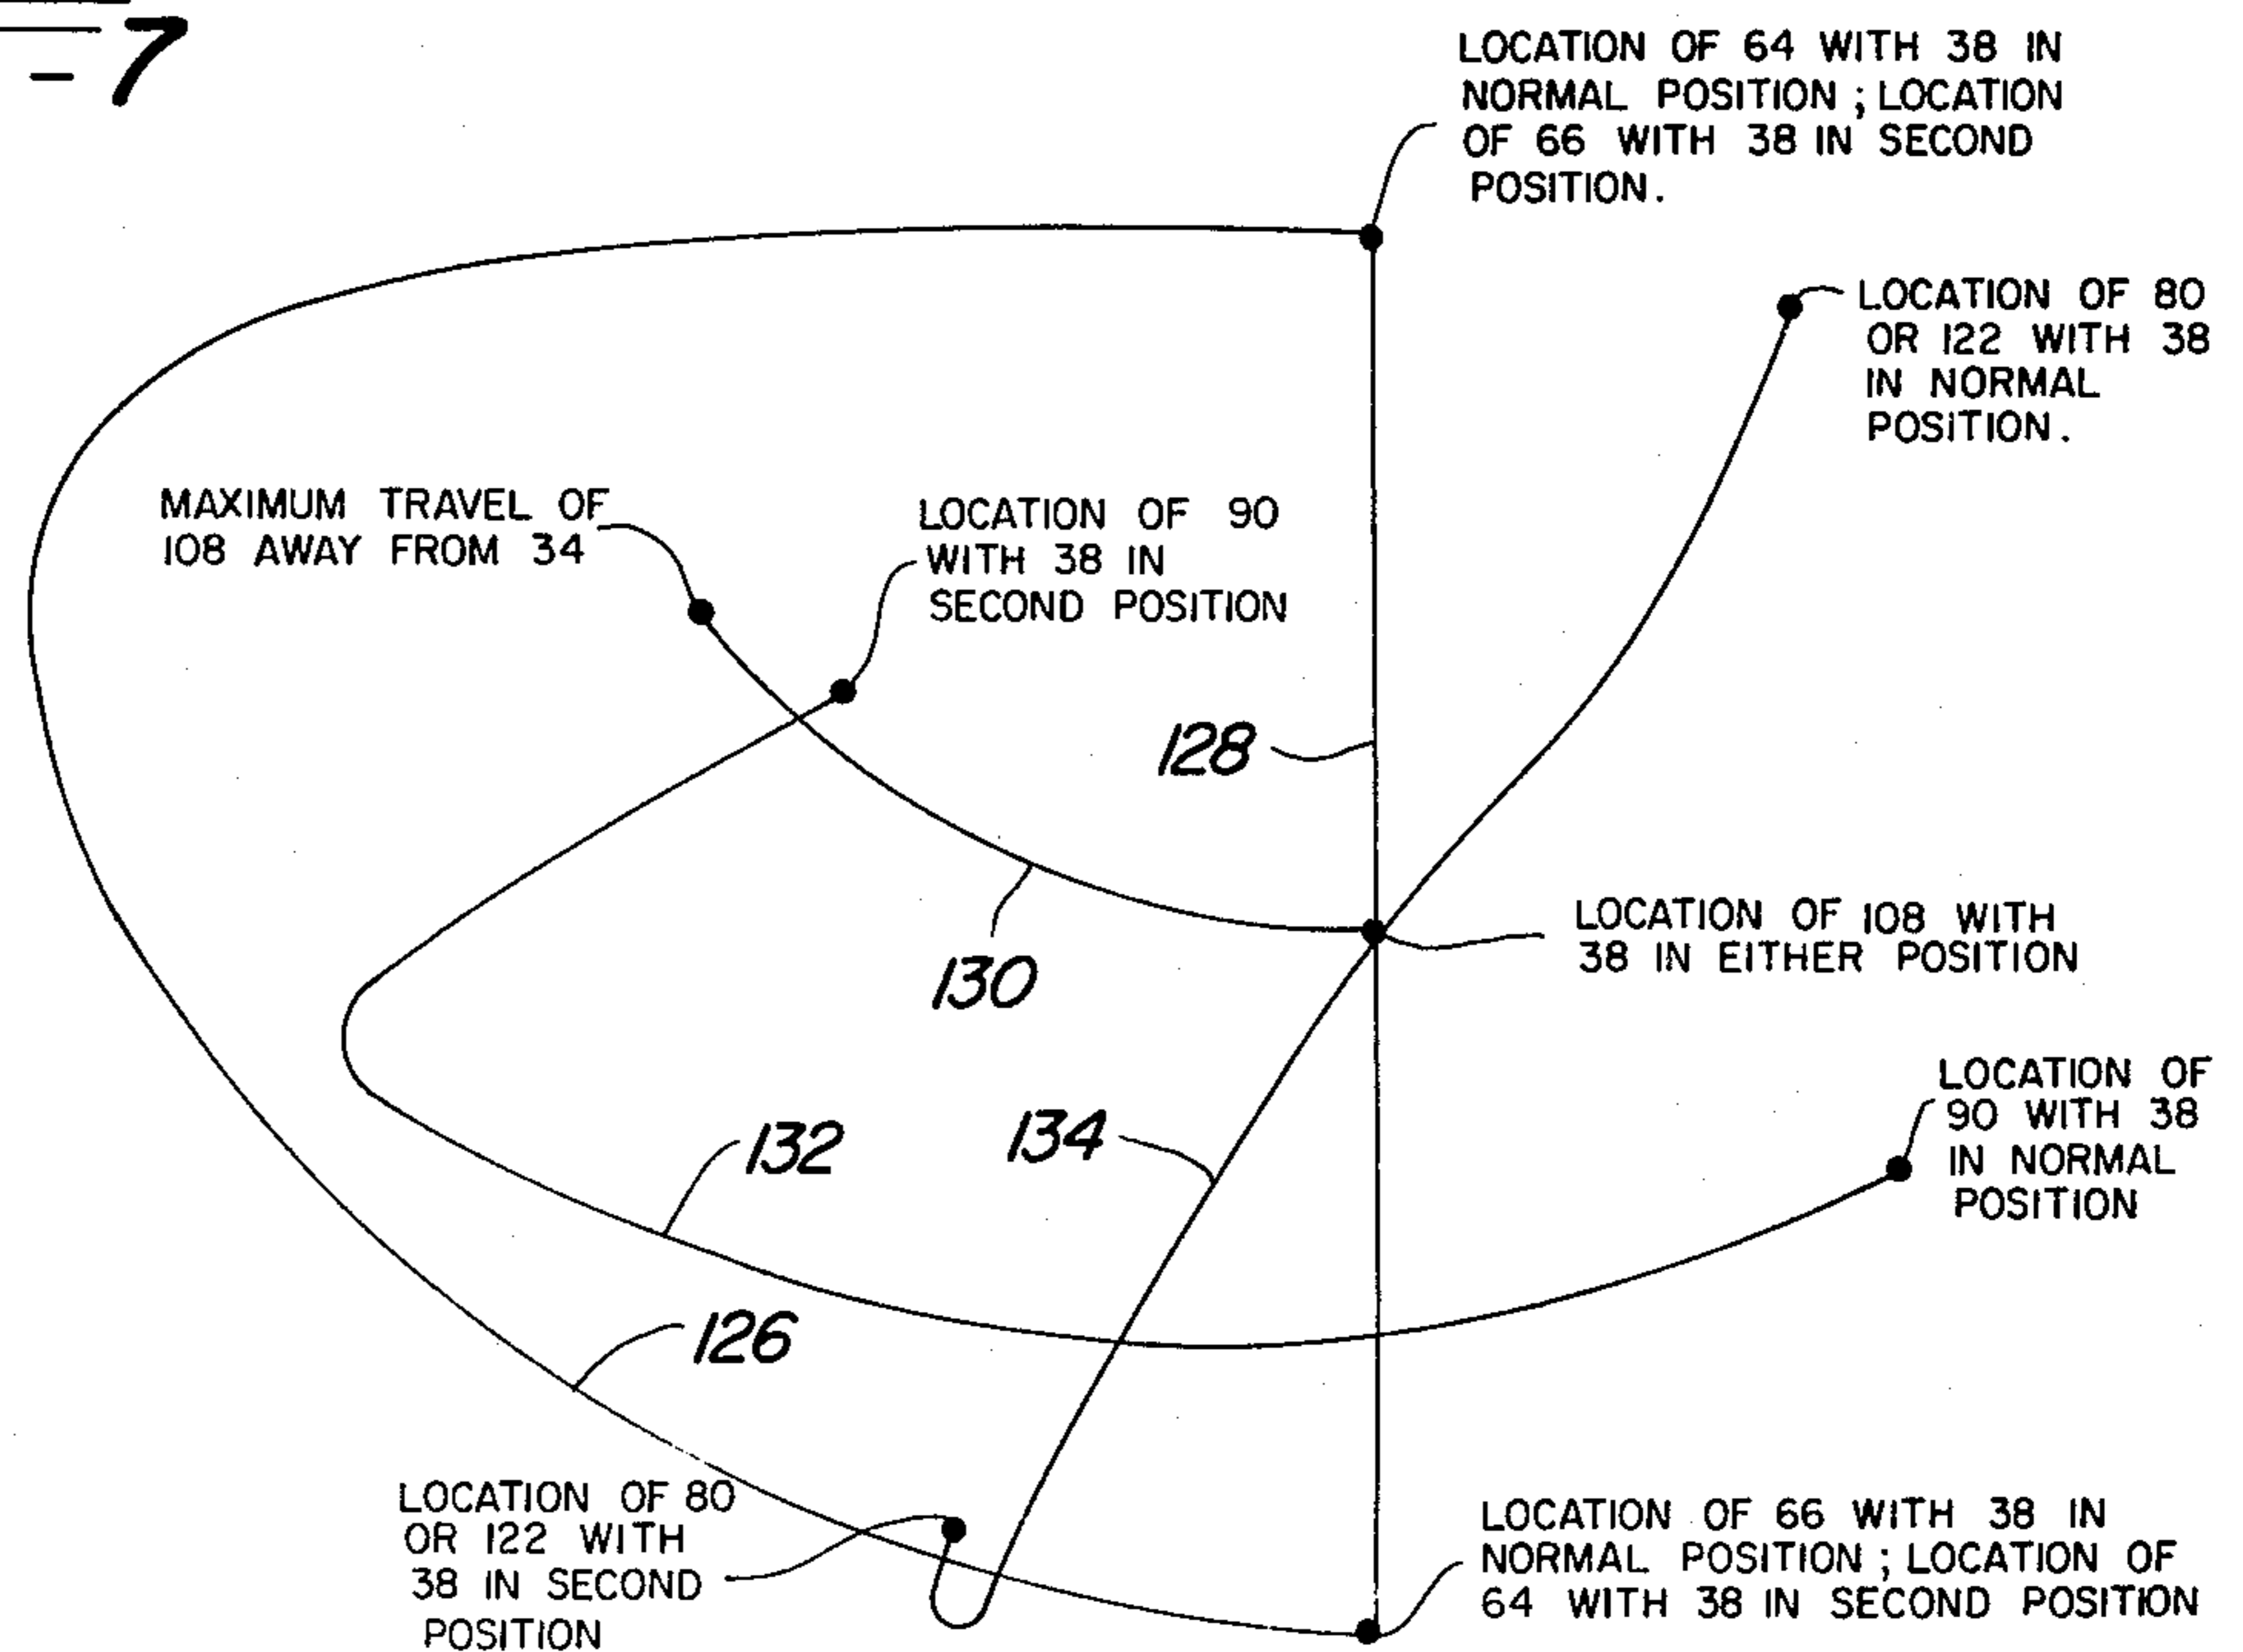 -7
LOCATION OF 64 WITH 38 IN
NORMAL POSITION; LOCATION
OF 66 WITH 38 IN SECOND
POSITION.
LOCATION OF 80
OR 122 WITH 38
IN NORMAL
POSITION.
MAXIMUM TRAVEL OF
108 AWAY FROM 34
LOCATION OF 90
WITH 38 IN
SECOND POSITION
128
130
LOCATION OF 108 WITH
38 IN EITHER POSITION
LOCATION OF
90 WITH 38
IN NORMAL
POSITION
132
134
126
LOCATION OF 80
OR 122 WITH
38 IN SECOND
POSITION
LOCATION OF 66 WITH 38 IN
NORMAL POSITION; LOCATION OF
64 WITH 38 IN SECOND POSITION